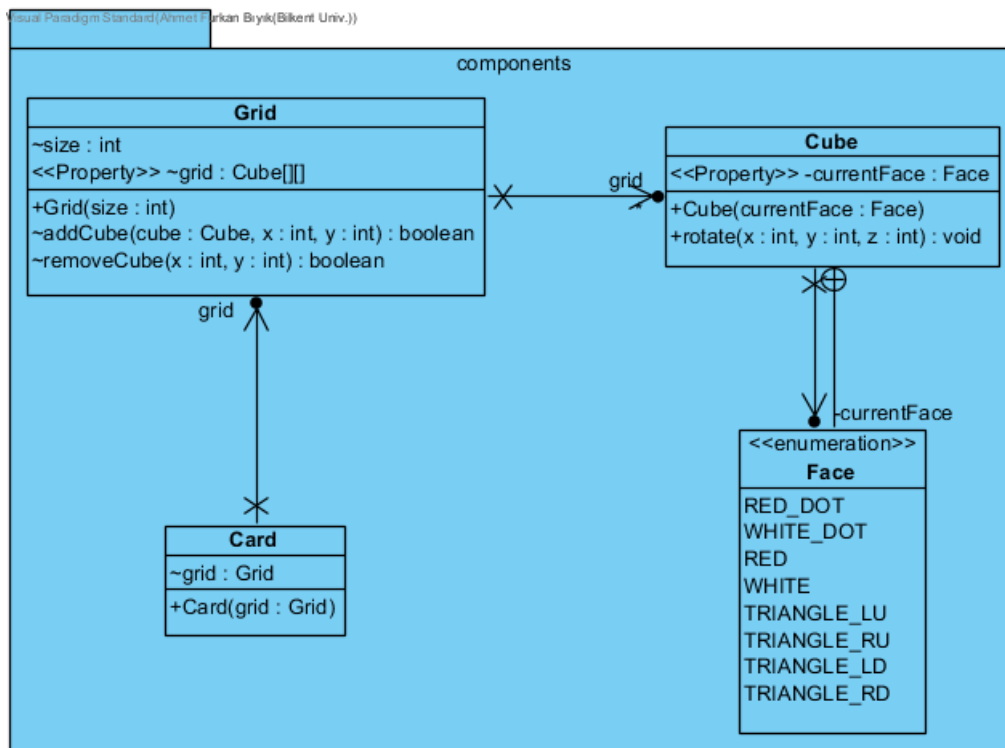 Visual Paradigm Standard(Ahmet Furkan Bıyık(Bilkent Univ.))
components
Grid
~size : int
<<Property>> ~grid : Cube[][]
+Grid(size : int)
~addCube(cube : Cube, x : int, y : int) : boolean
~removeCube(x : int, y : int) : boolean
grid
*
Cube
<<Property>> -currentFace : Face
+Cube(currentFace : Face)
+rotate(x : int, y : int, z : int) : void
grid
-currentFace
<<enumeration>>
Face
RED_DOT
WHITE_DOT
RED
WHITE
TRIANGLE_LU
TRIANGLE_RU
TRIANGLE_LD
TRIANGLE_RD
Card
~grid : Grid
+Card(grid : Grid)